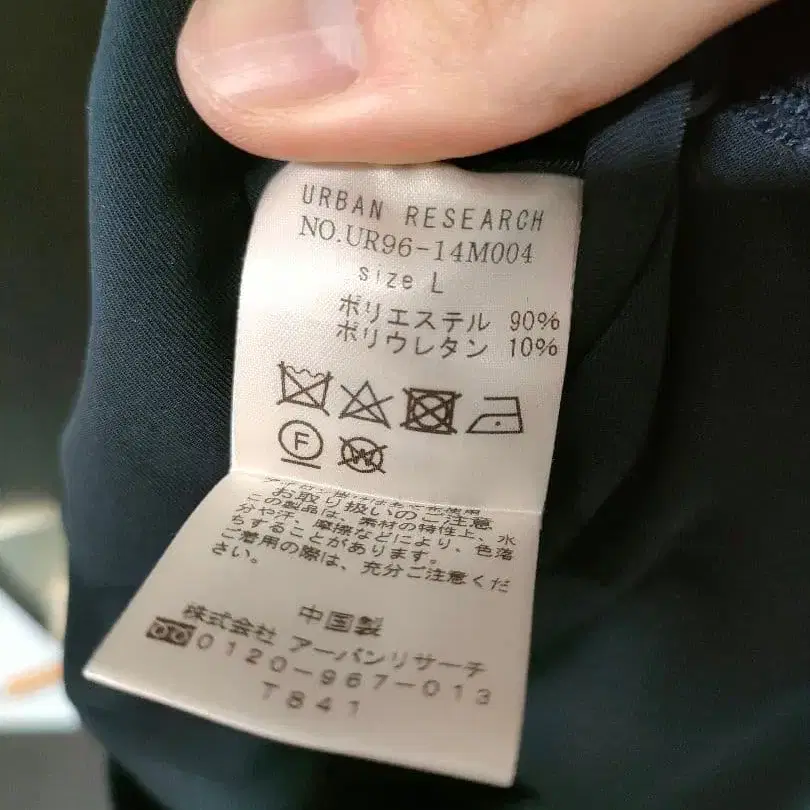 URBAN RESEARCH
NO.UR96-14M004
size L
ポリエステル 90%
ポリウレタン 10%
F
W
お取り扱いのご注意
この製品は、素材の特性上、水
分や汗、摩擦などにより、色落
ちすることがあります。
ご着用の際は、充分ご注意くだ
さい。
中国製
株式会社 アーバンリサーチ
0120-967-013
T841